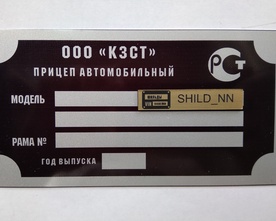 ООО «КЗСТ»
ПРИЦЕП АВТОМОБИЛЬНЫЙ
РСТ
МОДЕЛЬ
SHILD_NN
РАМА №
ГОД ВЫПУСКА